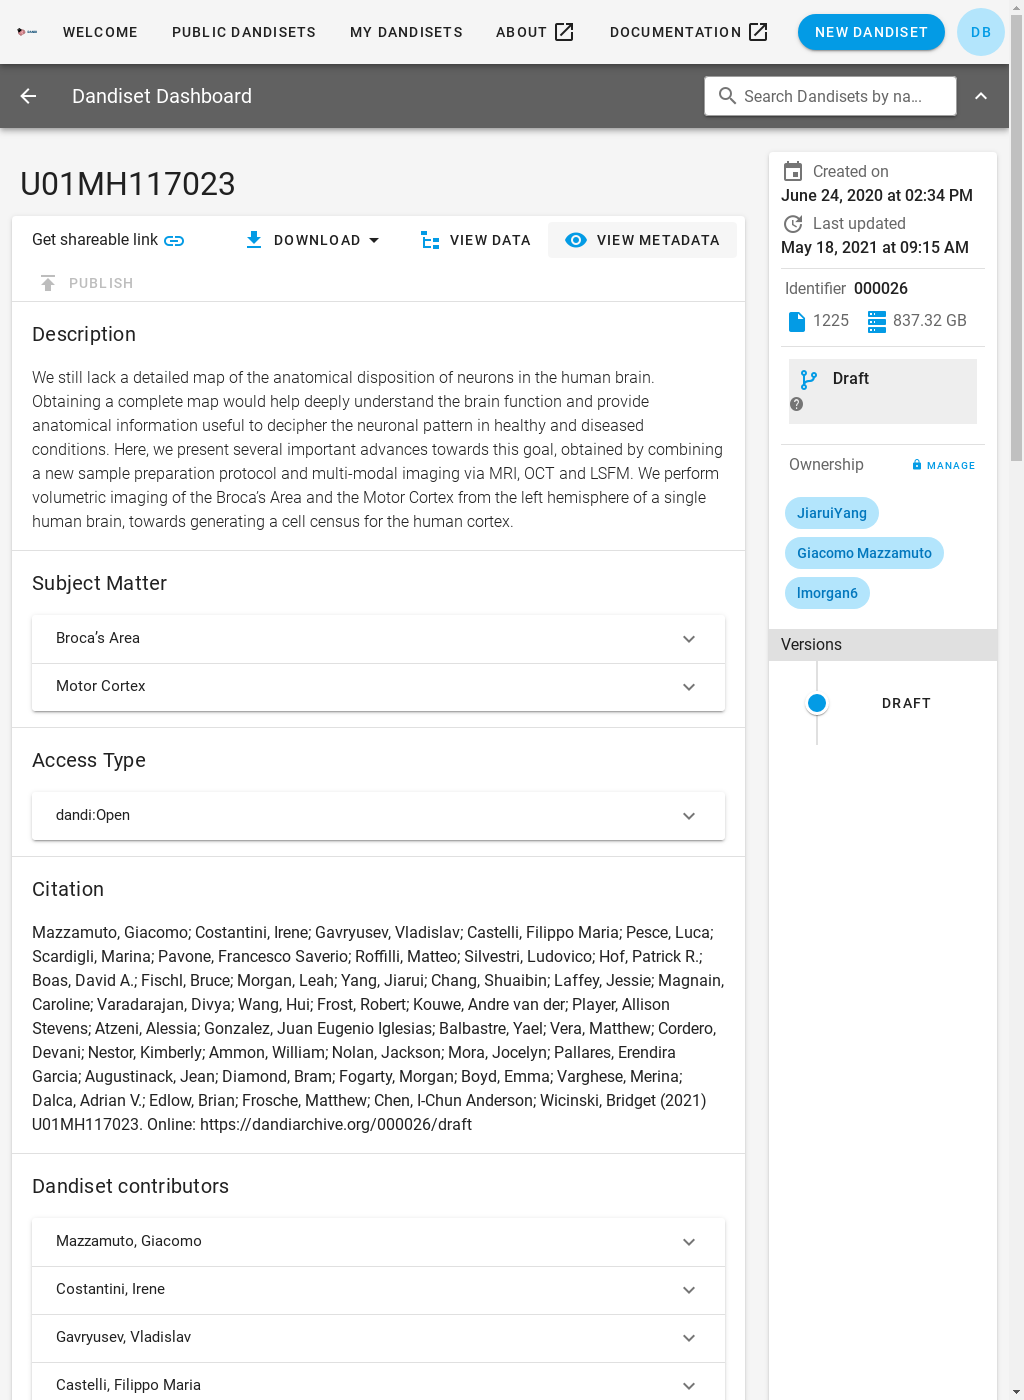 WELCOME PUBLIC DANDISETS MY DANDISETS ABOUT DOCUMENTATION NEW DANDISET DB
Dandiset Dashboard Search Dandisets by na...
U01MH117023
Get shareable link DOWNLOAD VIEW DATA VIEW METADATA
PUBLISH
Description
We still lack a detailed map of the anatomical disposition of neurons in the human brain.
Obtaining a complete map would help deeply understand the brain function and provide
anatomical information useful to decipher the neuronal pattern in healthy and diseased
conditions. Here, we present several important advances towards this goal, obtained by combining
a new sample preparation protocol and multi-modal imaging via MRI, OCT and LSFM. We perform
volumetric imaging of the Broca’s Area and the Motor Cortex from the left hemisphere of a single
human brain, towards generating a cell census for the human cortex.
Subject Matter
Broca’s Area
Motor Cortex
Access Type
dandi:Open
Citation
Mazzamuto, Giacomo; Costantini, Irene; Gavryusev, Vladislav; Castelli, Filippo Maria; Pesce, Luca;
Scardigli, Marina; Pavone, Francesco Saverio; Roffilli, Matteo; Silvestri, Ludovico; Hof, Patrick R.;
Boas, David A.; Fischl, Bruce; Morgan, Leah; Yang, Jiarui; Chang, Shuaibin; Laffey, Jessie; Magnain,
Caroline; Varadarajan, Divya; Wang, Hui; Frost, Robert; Kouwe, Andre van der; Player, Allison
Stevens; Atzeni, Alessia; Gonzalez, Juan Eugenio Iglesias; Balbastre, Yael; Vera, Matthew; Cordero,
Devani; Nestor, Kimberly; Ammon, William; Nolan, Jackson; Mora, Jocelyn; Pallares, Erendira
Garcia; Augustinack, Jean; Diamond, Bram; Fogarty, Morgan; Boyd, Emma; Varghese, Merina;
Dalca, Adrian V.; Edlow, Brian; Frosche, Matthew; Chen, I-Chun Anderson; Wicinski, Bridget (2021)
U01MH117023. Online: https://dandiarchive.org/000026/draft
Dandiset contributors
Mazzamuto, Giacomo
Costantini, Irene
Gavryusev, Vladislav
Castelli, Filippo Maria
Created on
June 24, 2020 at 02:34 PM
Last updated
May 18, 2021 at 09:15 AM
Identifier 000026
1225 837.32 GB
Draft
Ownership MANAGE
JiaruiYang
Giacomo Mazzamuto
lmorgan6
Versions
DRAFT